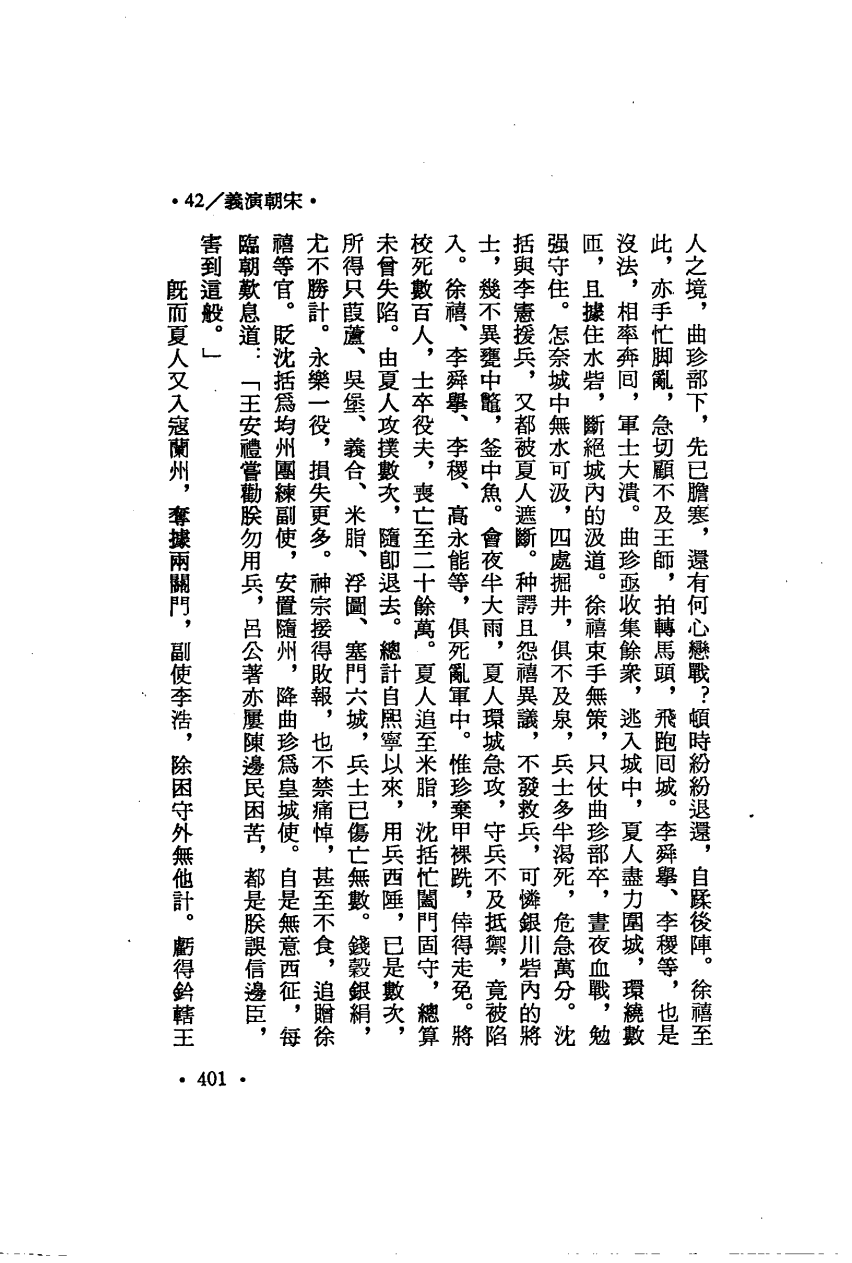 •42／義演朝宋•
人之境，曲珍部下，先已膽寒，還有何心戀戰？頓時紛紛退還，自蹂後陣。徐禧至
此，亦手忙脚亂，急切顧不及王師，拍轉馬頭，飛跑囘城。李舜擧、李稷等，也是
沒法，相率奔囘，軍士大潰。曲珍亟收集餘衆，逃入城中，夏人盡力圍城，環繞數
匝，且據住水砦，斷絕城內的汲道。徐禧束手無策，只仗曲珍部卒，晝夜血戰，勉
强守住。怎奈城中無水可汲，四處掘井，俱不及泉，兵士多半渴死，危急萬分。沈
括與李憲援兵，又都被夏人遮斷。种諤且怨禧異議，不發救兵，可憐銀川砦內的將
士，幾不異甕中鼈，釜中魚。會夜半大雨，夏人環城急攻，守兵不及抵禦，竟被陷
入。徐禧、李舜擧、李稷、高永能等，俱死亂軍中。惟珍棄甲裸跣，倖得走免。將
校死數百人，士卒役夫，喪亡至二十餘萬。夏人追至米脂，沈括忙闔門固守，總算
未曾失陷。由夏人攻撲數次，隨卽退去。總計自熙寧以來，用兵西陲，已是數次，
所得只葭蘆、吳堡、義合、米脂、浮圖、塞門六城，兵士已傷亡無數。錢穀銀絹，
尤不勝計。永樂一役，損失更多。神宗接得敗報，也不禁痛悼，甚至不食，追贈徐
禧等官。貶沈括爲均州團練副使，安置隨州，降曲珍爲皇城使。自是無意西征，每
臨朝歎息道：「王安禮嘗勸朕勿用兵，呂公著亦屢陳邊民困苦，都是朕誤信邊臣，
害到這般。」
旣而夏人又入寇蘭州，奪據兩關門，副使李浩，除困守外無他計。虧得鈐轄王
•401•